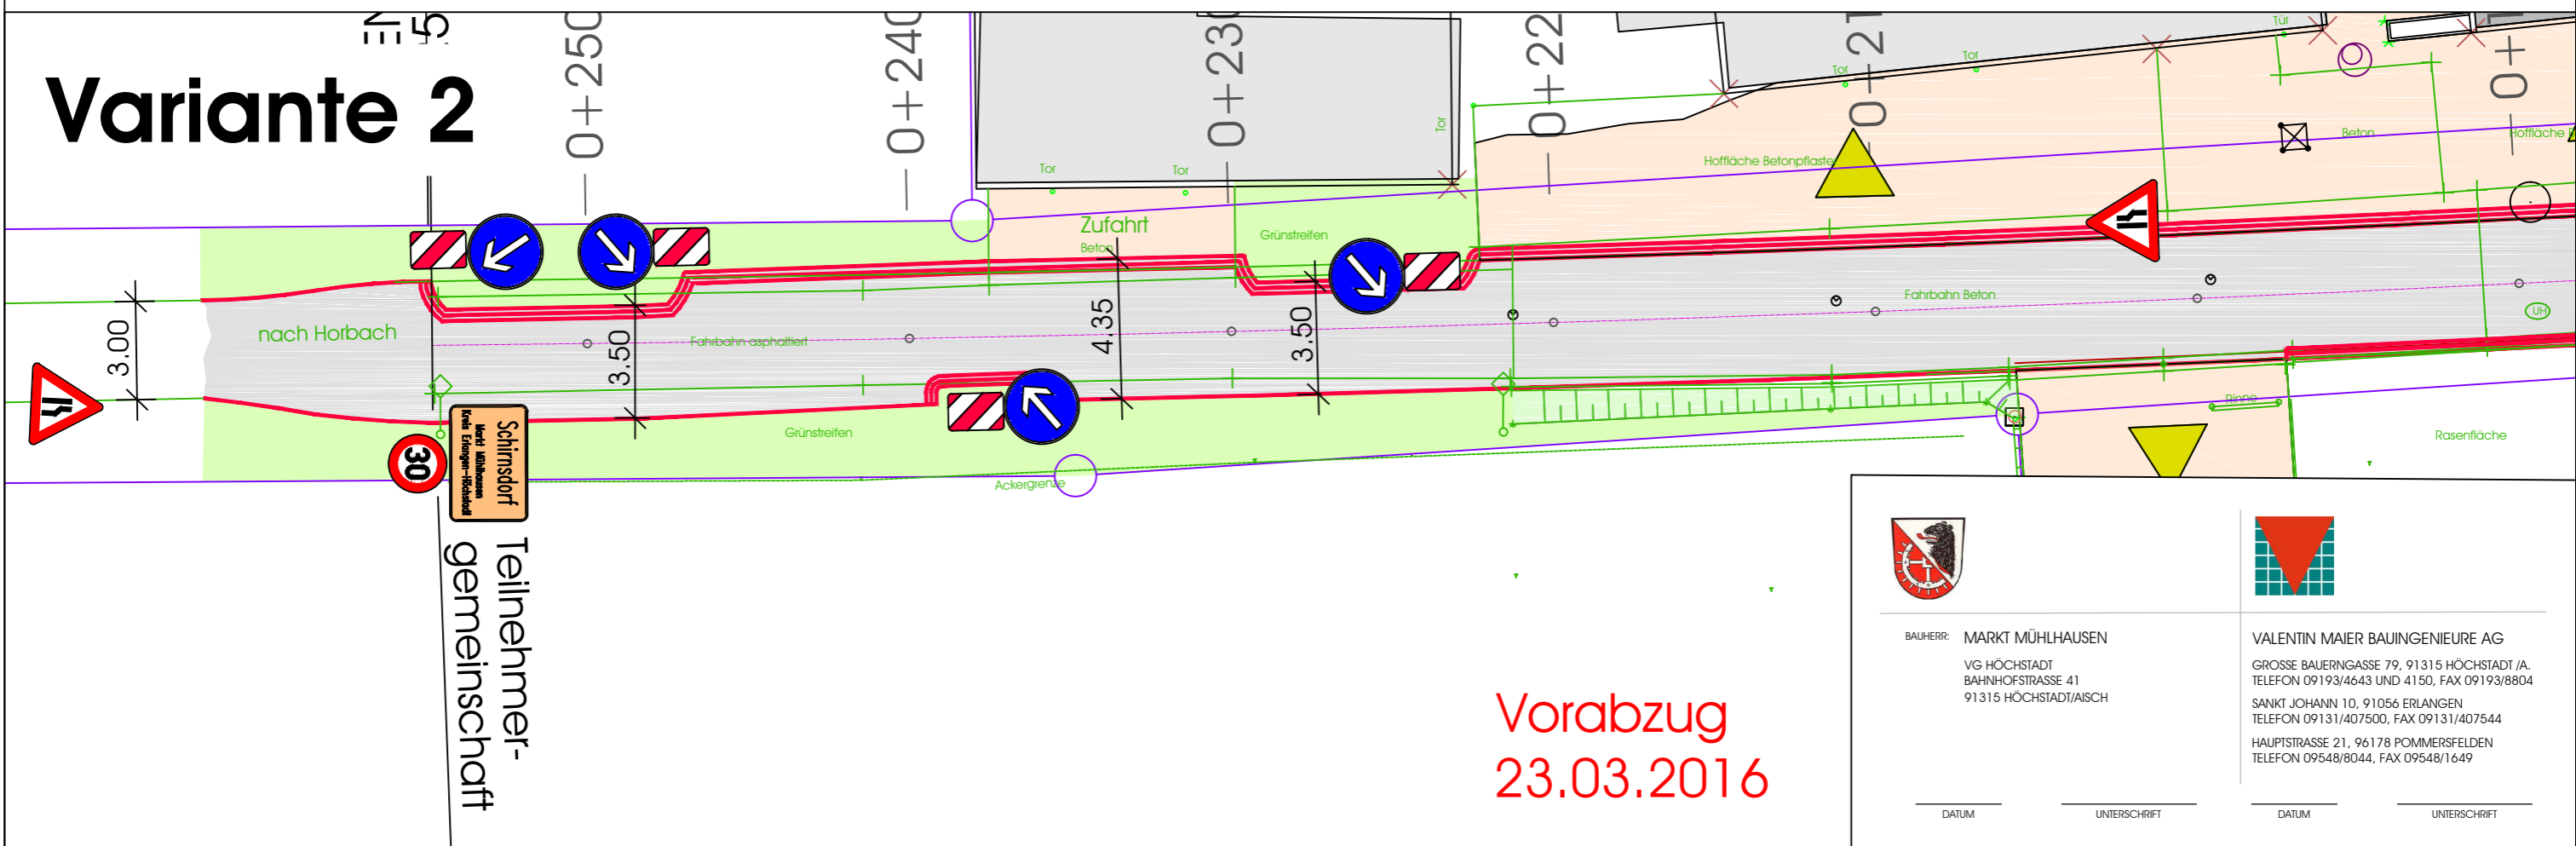 Variante 2
0+250
0+240
0+230
0+22
0+21
Tor
Tor
Tor
Tor
Tor
Tür
Zufahrt
Beton
Grünstreifen
Hoffläche Betonpflaster
Beton
Hoffläche
3.00
nach Horbach
3.50
Fahrbahn asphaltiert
4.35
3.50
Fahrbahn Beton
UH
Grünstreifen
Ackergrenze
Rinne
Rasenfläche
30
Schirnsdorf
Markt Mühlhausen
Kreis Erlangen-Höchstadt
Teilnehmer-
gemeinschaft
Vorabzug
23.03.2016
BAUHERR: MARKT MÜHLHAUSEN
VG HÖCHSTADT
BAHNHOFSTRASSE 41
91315 HÖCHSTADT/AISCH
DATUM UNTERSCHRIFT
VALENTIN MAIER BAUINGENIEURE AG
GROSSE BAUERNGASSE 79, 91315 HÖCHSTADT /A.
TELEFON 09193/4643 UND 4150, FAX 09193/8804
SANKT JOHANN 10, 91056 ERLANGEN
TELEFON 09131/407500, FAX 09131/407544
HAUPTSTRASSE 21, 96178 POMMERSFELDEN
TELEFON 09548/8044, FAX 09548/1649
DATUM UNTERSCHRIFT